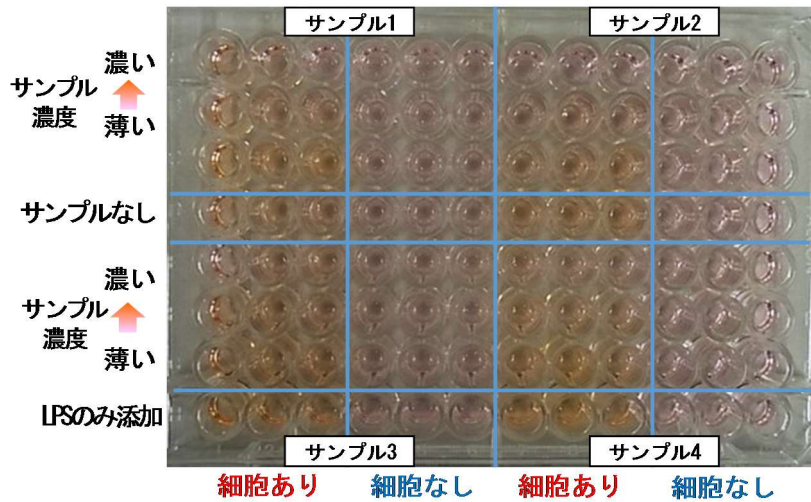 サンプル1
サンプル2
濃い
サンプル
濃度
薄い
サンプルなし
濃い
サンプル
濃度
薄い
LPSのみ添加
サンプル3
サンプル4
細胞あり
細胞なし
細胞あり
細胞なし